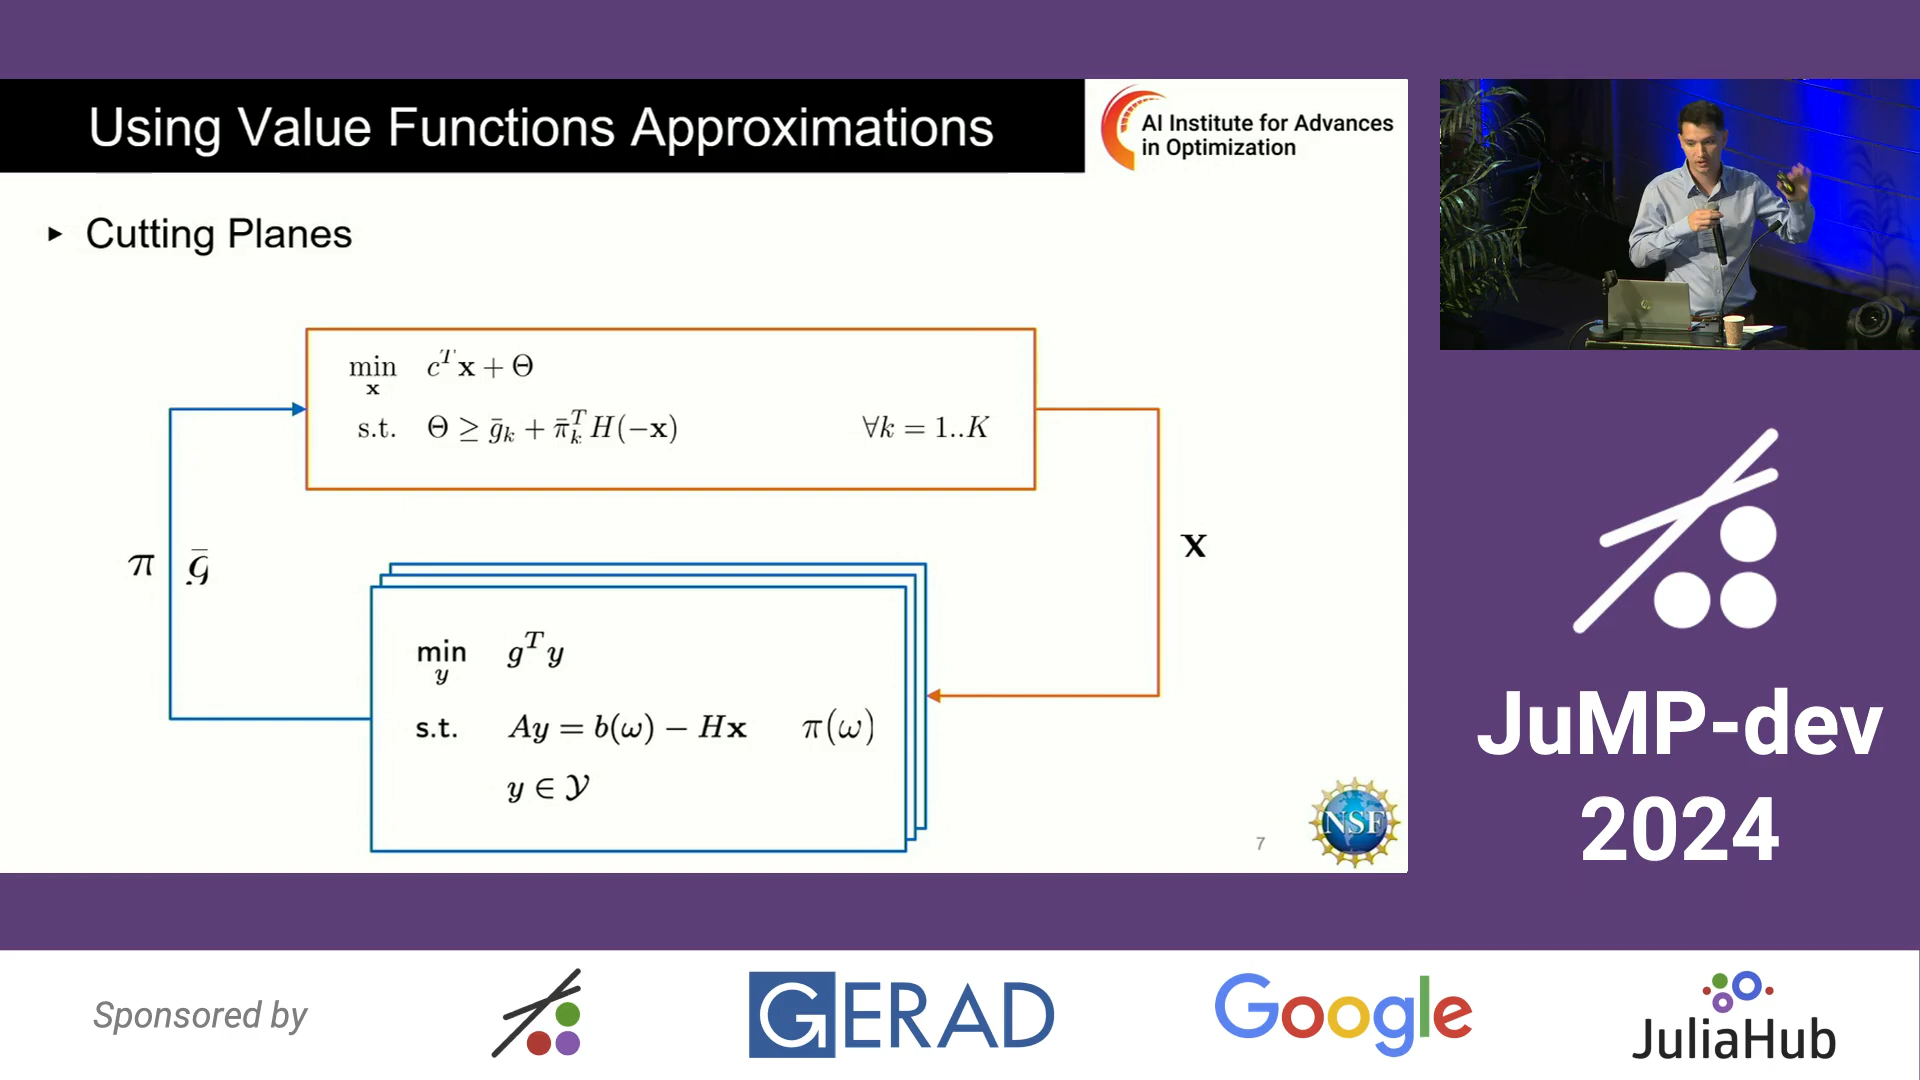 Using Value Functions Approximations
AI Institute for Advances
in Optimization
▸ Cutting Planes
min c^T x + Θ
x
s.t. Θ ≥ ḡ_k + π̄_k^T H(−x) ∀k = 1..K
π ḡ
x
min g^T y
y
s.t. Ay = b(ω) − Hx π(ω)
y ∈ 𝒴
7
NSF
JuMP-dev
2024
Sponsored by
GERAD
Google
JuliaHub